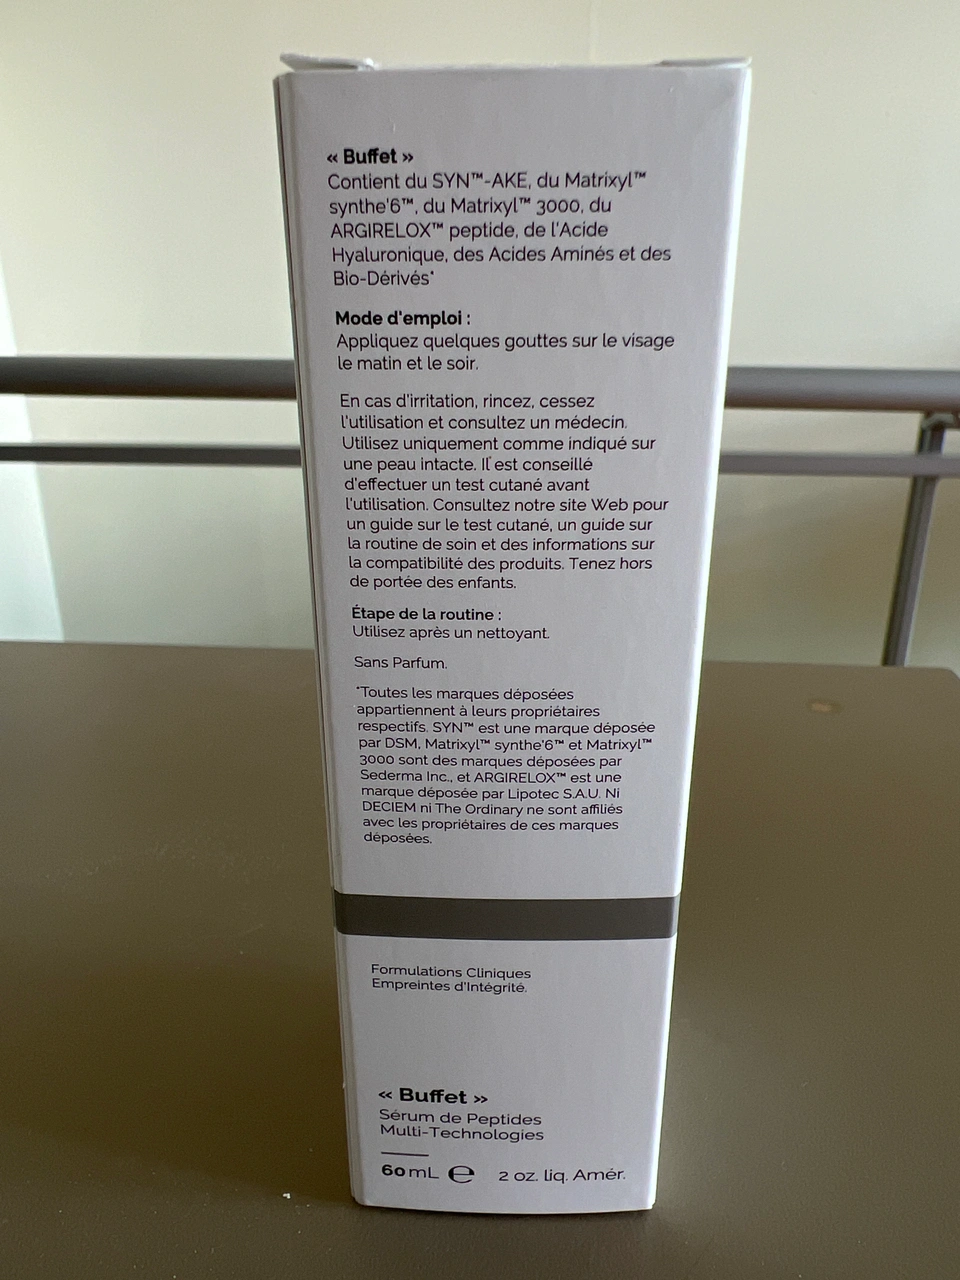 « Buffet »
Contient du SYN™-AKE, du Matrixyl™
synthe'6™, du Matrixyl™ 3000, du
ARGIRELOX™ peptide, de l'Acide
Hyaluronique, des Acides Aminés et des
Bio-Dérivés*
Mode d'emploi :
Appliquez quelques gouttes sur le visage
le matin et le soir.
En cas d'irritation, rincez, cessez
l'utilisation et consultez un médecin.
Utilisez uniquement comme indiqué sur
une peau intacte. Il est conseillé
d'effectuer un test cutané avant
l'utilisation. Consultez notre site Web pour
un guide sur le test cutané, un guide sur
la routine de soin et des informations sur
la compatibilité des produits. Tenez hors
de portée des enfants.
Étape de la routine :
Utilisez après un nettoyant.
Sans Parfum.
*Toutes les marques déposées
appartiennent à leurs propriétaires
respectifs. SYN™ est une marque déposée
par DSM, Matrixyl™ synthe'6™ et Matrixyl™
3000 sont des marques déposées par
Sederma Inc., et ARGIRELOX™ est une
marque déposée par Lipotec S.A.U. Ni
DECIEM ni The Ordinary ne sont affiliés
avec les propriétaires de ces marques
déposées.
Formulations Cliniques
Empreintes d'Intégrité.
« Buffet »
Sérum de Peptides
Multi-Technologies
60 mL ℮ 2 oz. liq. Amér.